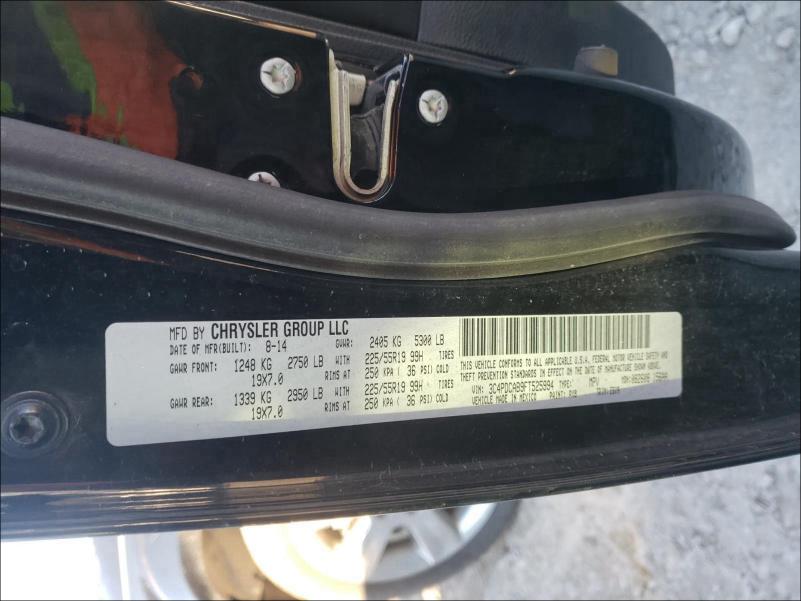 MFD BY CHRYSLER GROUP LLC
DATE OF MFR(BUILT): 8-14 GVWR: 2405 KG 5300 LB
GAWR FRONT: 1248 KG 2750 LB WITH 225/55R19 99H TIRES
19X7.0 RIMS AT 250 KPA ( 36 PSI) COLD
GAWR REAR: 1339 KG 2950 LB WITH 225/55R19 99H TIRES
19X7.0 RIMS AT 250 KPA ( 36 PSI) COLD
THIS VEHICLE CONFORMS TO ALL APPLICABLE U.S.A. FEDERAL MOTOR VEHICLE SAFETY AND
THEFT PREVENTION STANDARDS IN EFFECT ON THE DATE OF MANUFACTURE SHOWN ABOVE.
VIN: 3C4PDCAB9FT525994 MPV MDH:
VEHICLE MADE IN MEXICO PAINT: TRIM: